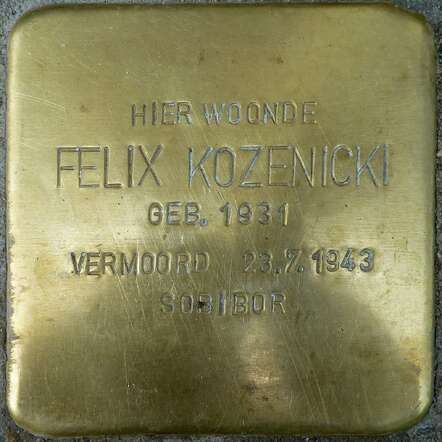 HIER WOONDE
FELIX KOZENICKI
GEB. 1931
VERMOORD 23.7.1943
SOBIBOR